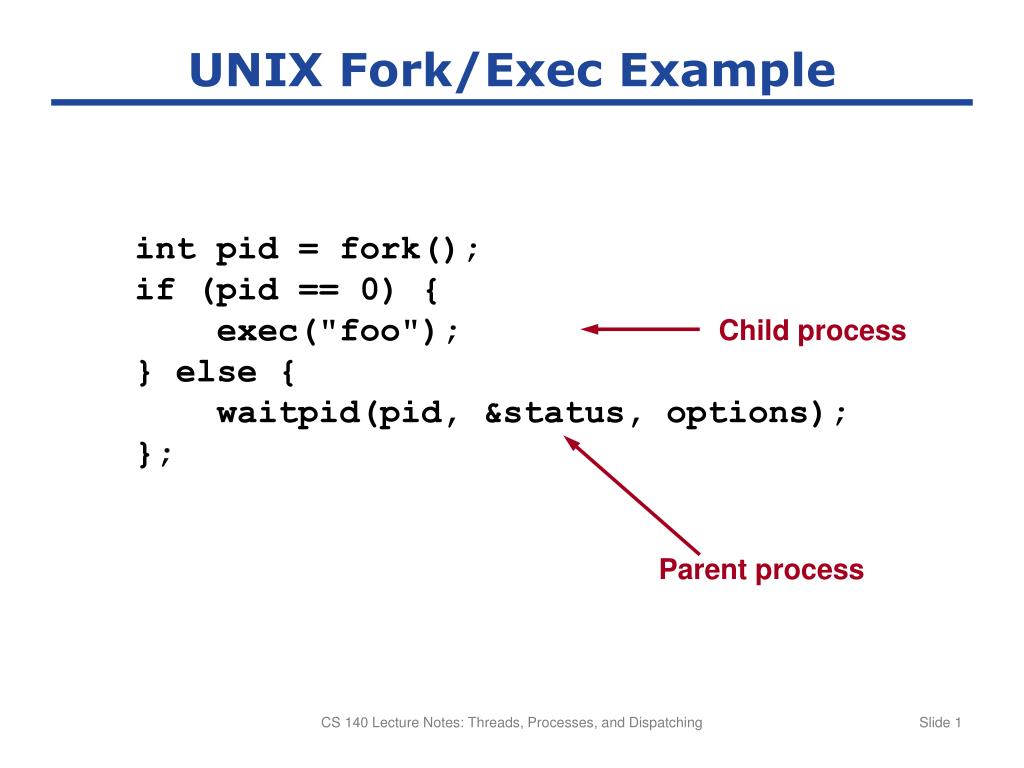 UNIX Fork/Exec Example
int pid = fork();
if (pid == 0) {
    exec("foo");
Child process
} else {
    waitpid(pid, &status, options);
};
Parent process
CS 140 Lecture Notes: Threads, Processes, and Dispatching
Slide 1